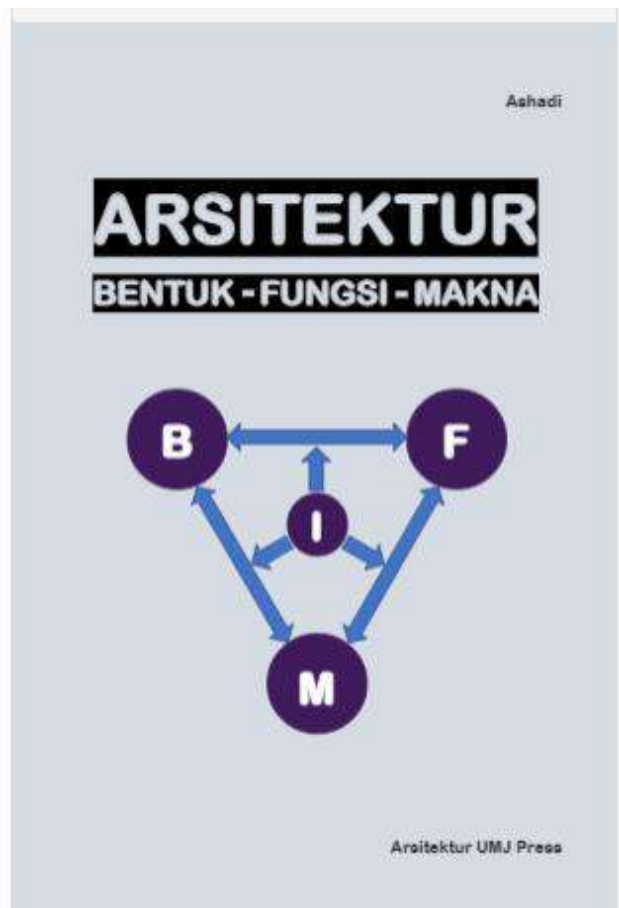 Ashadi
ARSITEKTUR
BENTUK - FUNGSI - MAKNA
B
F
I
M
Arsitektur UMJ Press